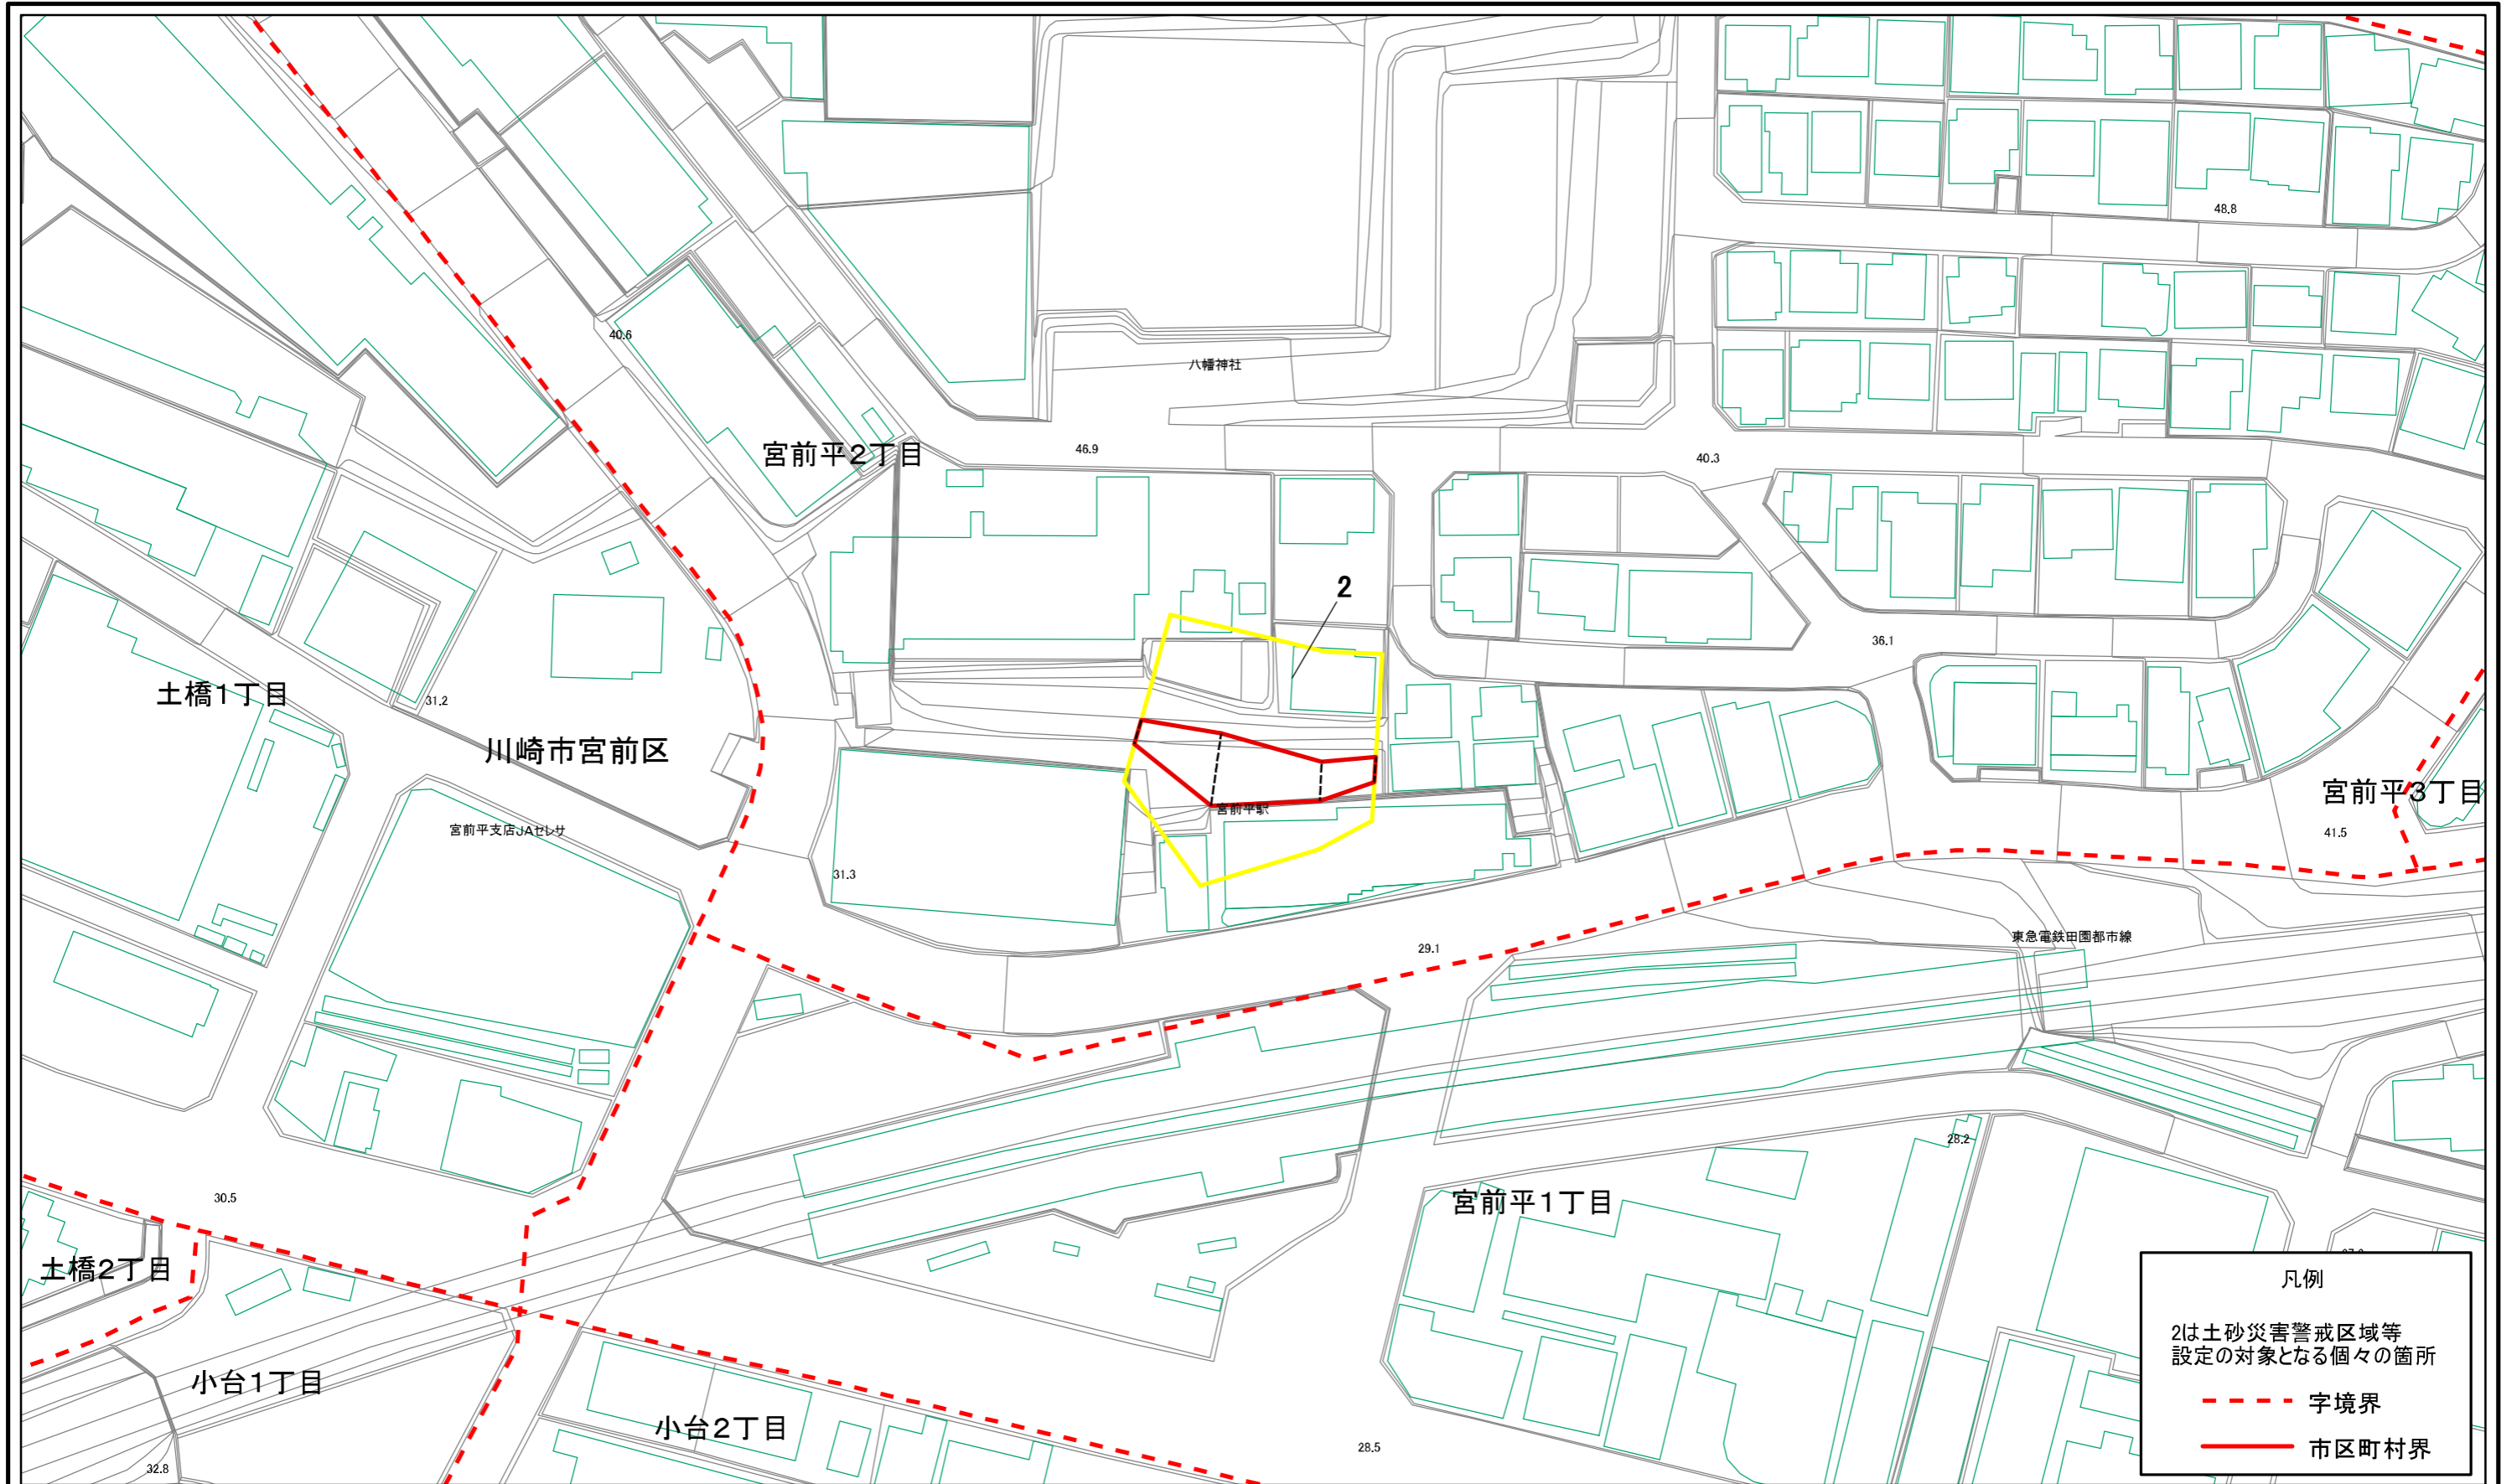 48.8
40.6
八幡神社
宮前平2丁目
46.9
40.3
2
36.1
土橋1丁目
31.2
川崎市宮前区
宮前平3丁目
宮前平駅
宮前平支店JAセレサ
41.5
31.3
東急電鉄田園都市線
29.1
28.2
30.5
宮前平1丁目
土橋2丁目
小台1丁目
小台2丁目
28.5
32.8
凡例
2は土砂災害警戒区域等
設定の対象となる個々の箇所
字境界
市区町村界